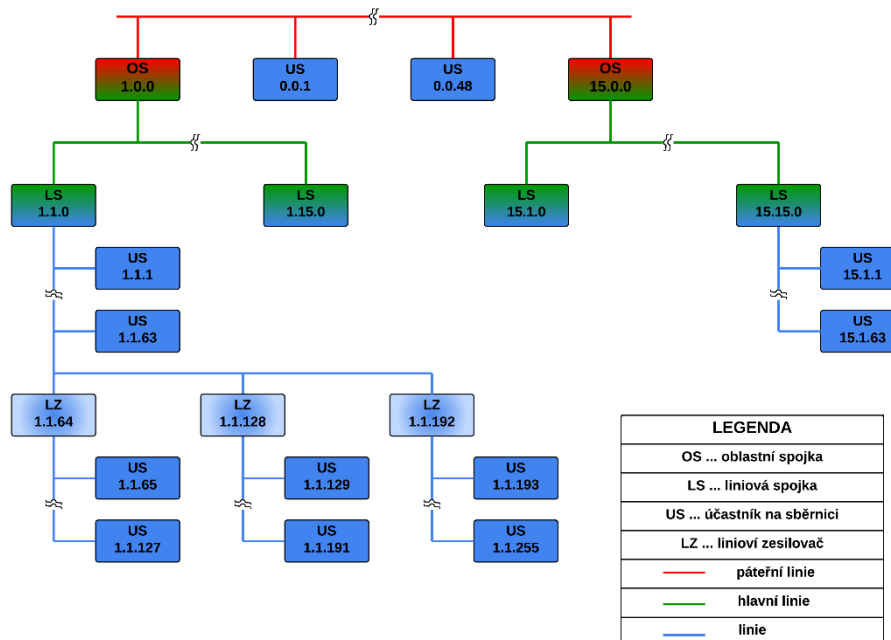 OS
1.0.0
US
0.0.1
US
0.0.48
OS
15.0.0
LS
1.1.0
LS
1.15.0
LS
15.1.0
LS
15.15.0
US
1.1.1
US
15.1.1
US
1.1.63
US
15.1.63
LZ
1.1.64
LZ
1.1.128
LZ
1.1.192
US
1.1.65
US
1.1.129
US
1.1.193
US
1.1.127
US
1.1.191
US
1.1.255
LEGENDA
OS ... oblastní spojka
LS ... liniová spojka
US ... účastník na sběrnici
LZ ... linioví zesilovač
páteřní linie
hlavní linie
linie